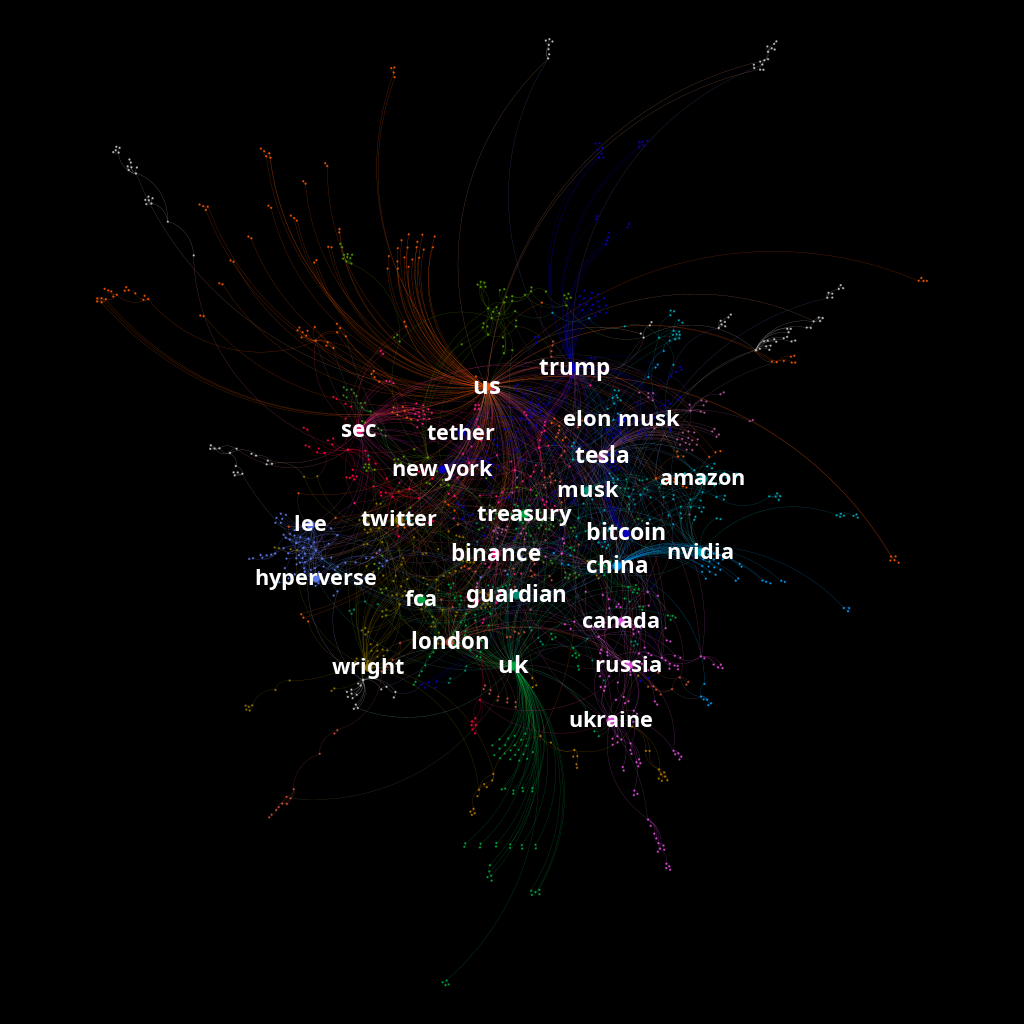 trump
us
elon musk
sec
tether
tesla
new york
amazon
musk
treasury
twitter
lee
bitcoin
binance
nvidia
china
hyperverse
guardian
fca
canada
london
uk
russia
wright
ukraine